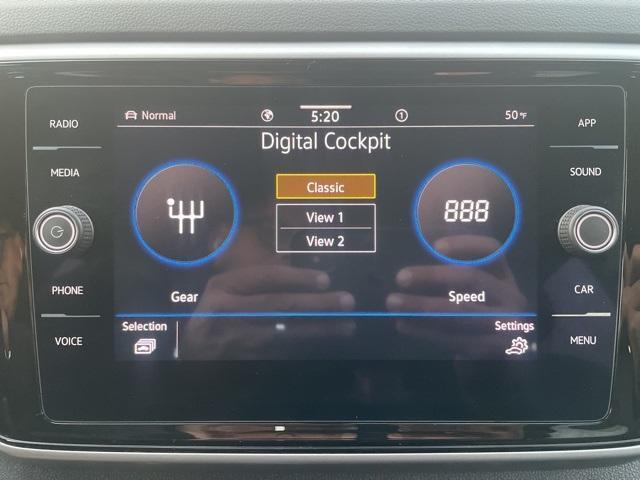 RADIO
MEDIA
PHONE
VOICE
Normal
5:20
1
50°F
Digital Cockpit
Classic
View 1
View 2
888
Gear
Speed
Selection
Settings
APP
SOUND
CAR
MENU